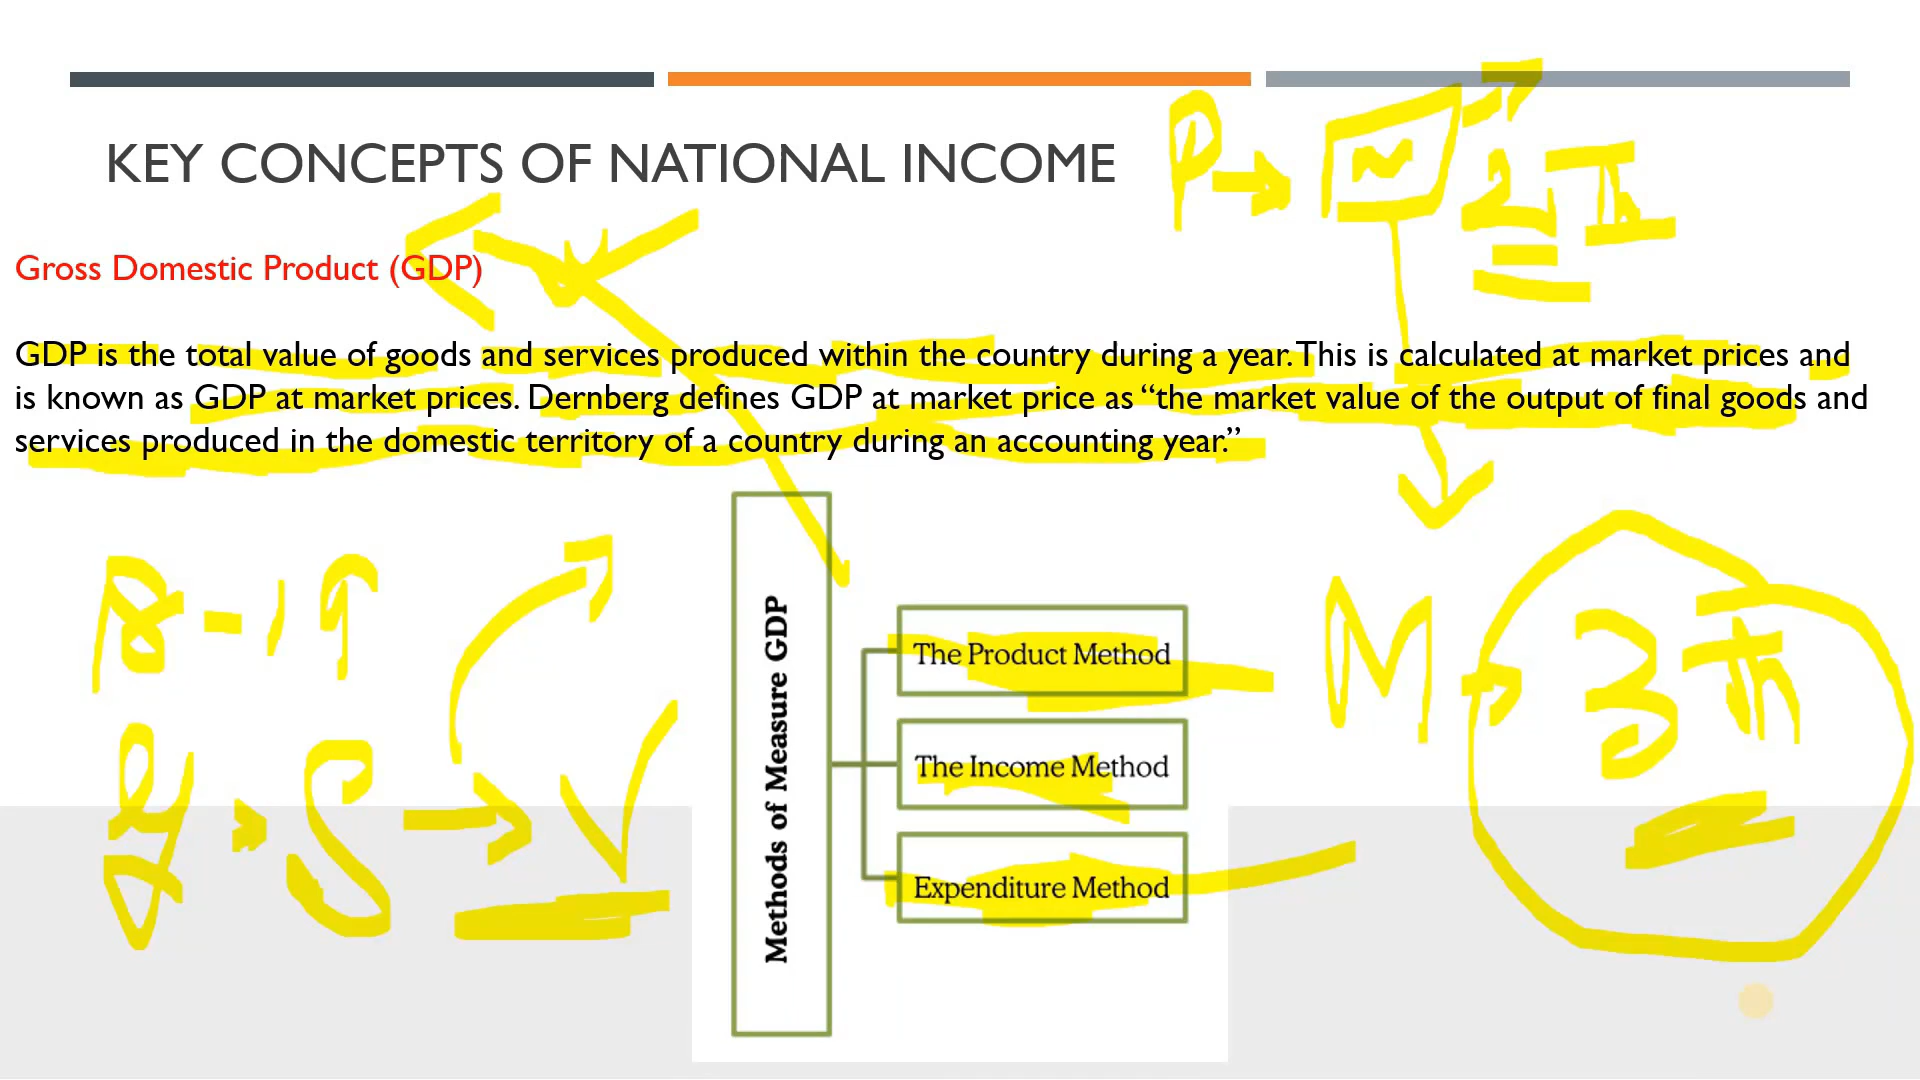 KEY CONCEPTS OF NATIONAL INCOME
Gross Domestic Product (GDP)
GDP is the total value of goods and services produced within the country during a year. This is calculated at market prices and
is known as GDP at market prices. Dernberg defines GDP at market price as “the market value of the output of final goods and
services produced in the domestic territory of a country during an accounting year.”
Methods of Measure GDP
The Product Method
The Income Method
Expenditure Method
P
M
3
S